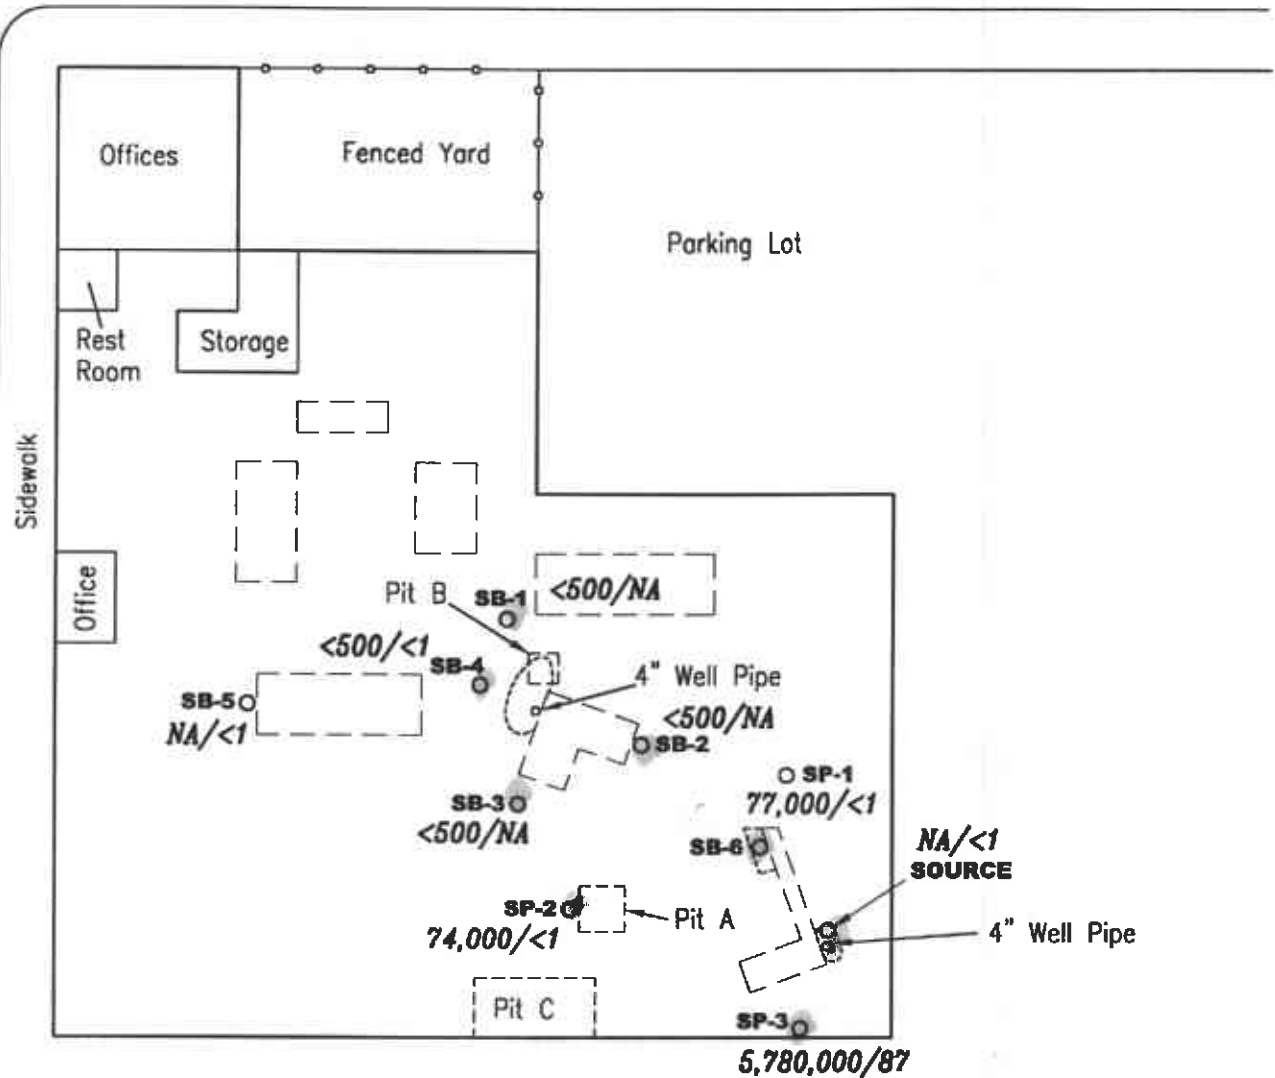 Offices
Fenced Yard
Parking Lot
Rest
Room
Storage
Sidewalk
Office
Pit B
SB-1
<500/NA
<500/<1
SB-4
4" Well Pipe
SB-5
NA/<1
<500/NA
SB-2
SP-1
77,000/<1
SB-3
<500/NA
SB-6
NA/<1
SOURCE
SP-2
Pit A
74,000/<1
4" Well Pipe
Pit C
SP-3
5,780,000/87